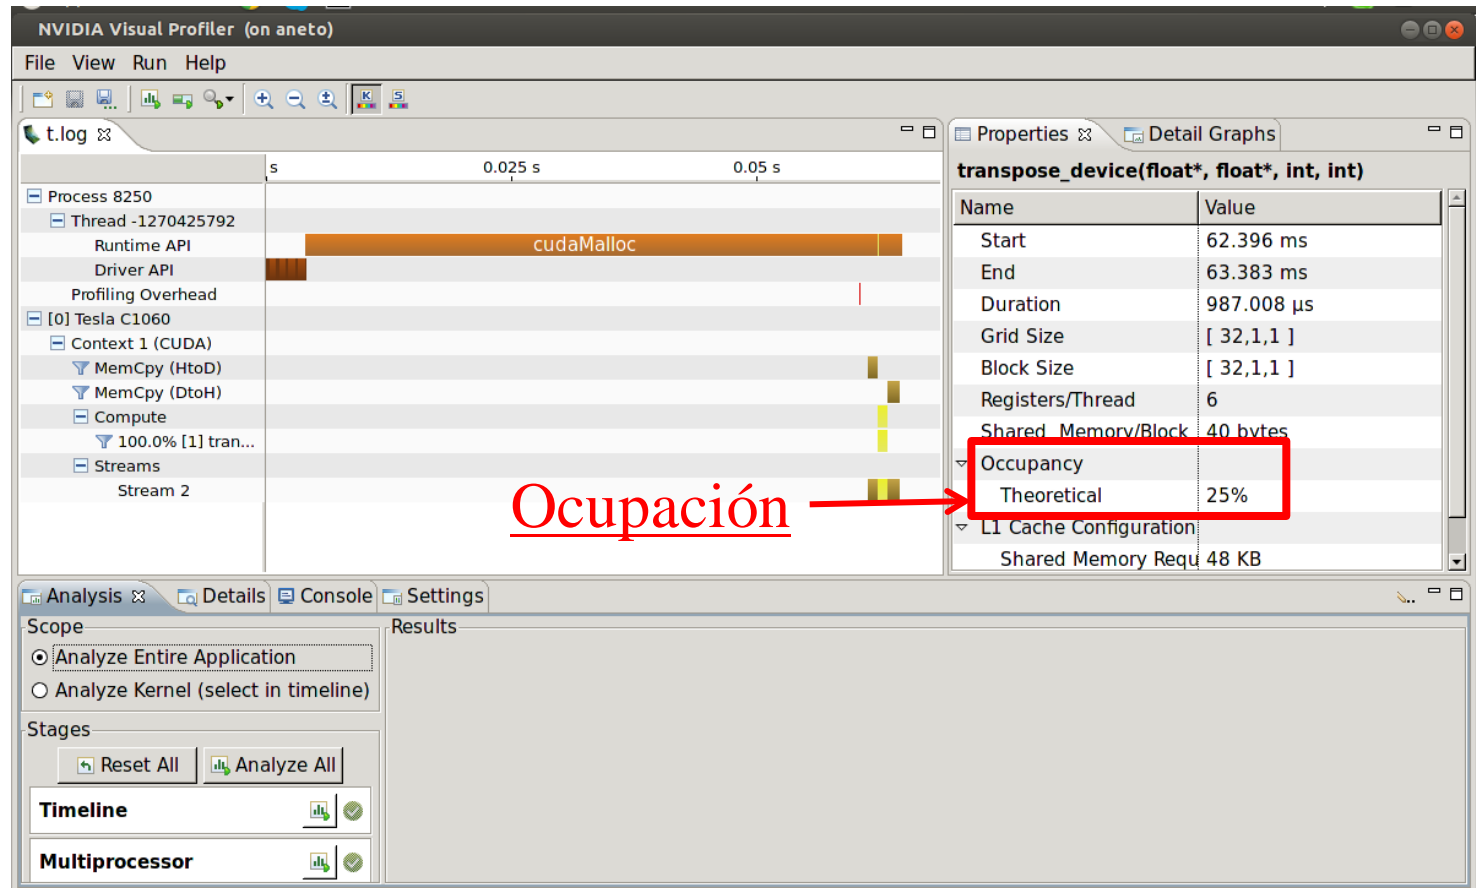 NVIDIA Visual Profiler (on aneto)
File View Run Help
t.log
s 0.025 s 0.05 s
Process 8250
Thread -1270425792
Runtime API
cudaMalloc
Driver API
Profiling Overhead
[0] Tesla C1060
Context 1 (CUDA)
MemCpy (HtoD)
MemCpy (DtoH)
Compute
100.0% [1] tran...
Streams
Stream 2
Ocupación
Properties Detail Graphs
transpose_device(float*, float*, int, int)
Name Value
Start 62.396 ms
End 63.383 ms
Duration 987.008 µs
Grid Size [ 32,1,1 ]
Block Size [ 32,1,1 ]
Registers/Thread 6
Shared Memory/Block 40 bytes
Occupancy
Theoretical 25%
L1 Cache Configuration
Shared Memory Requ 48 KB
Analysis Details Console Settings
Scope
Analyze Entire Application
Analyze Kernel (select in timeline)
Stages
Reset All Analyze All
Timeline
Multiprocessor
Results